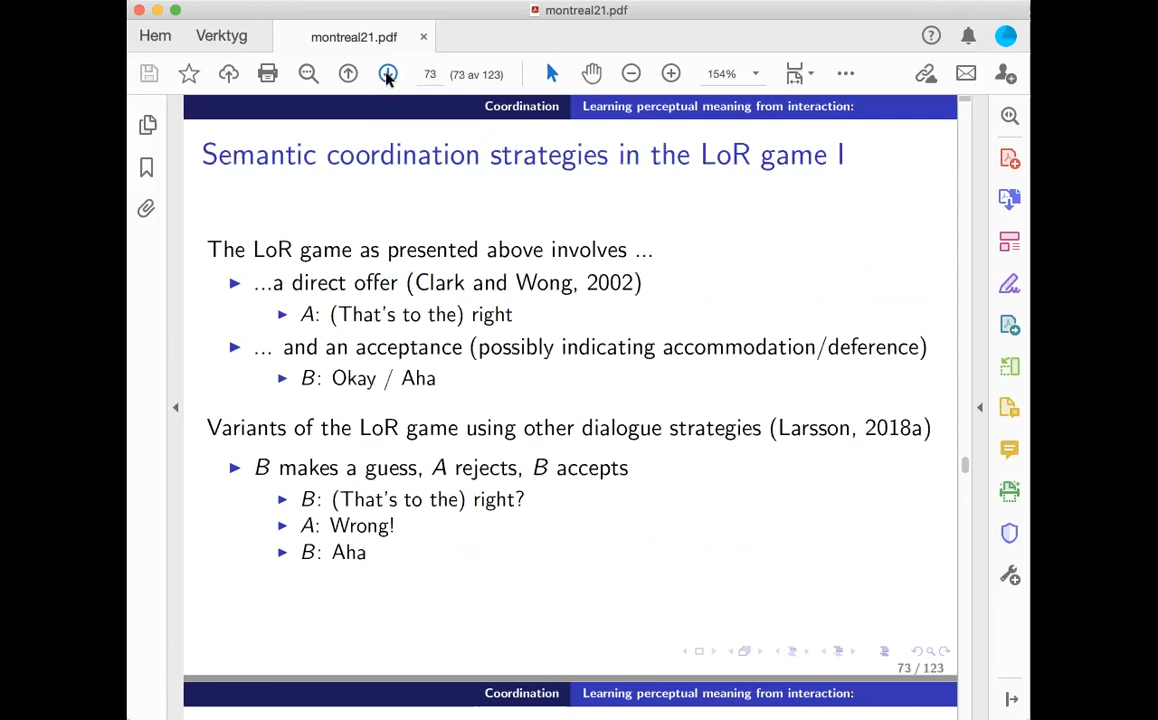 montreal21.pdf
Hem Verktyg montreal21.pdf ×
73 (73 av 123) 154%
Coordination Learning perceptual meaning from interaction:
Semantic coordination strategies in the LoR game I
The LoR game as presented above involves ...
...a direct offer (Clark and Wong, 2002)
A: (That's to the) right
... and an acceptance (possibly indicating accommodation/deference)
B: Okay / Aha
Variants of the LoR game using other dialogue strategies (Larsson, 2018a)
B makes a guess, A rejects, B accepts
B: (That's to the) right?
A: Wrong!
B: Aha
73 / 123
Coordination Learning perceptual meaning from interaction: